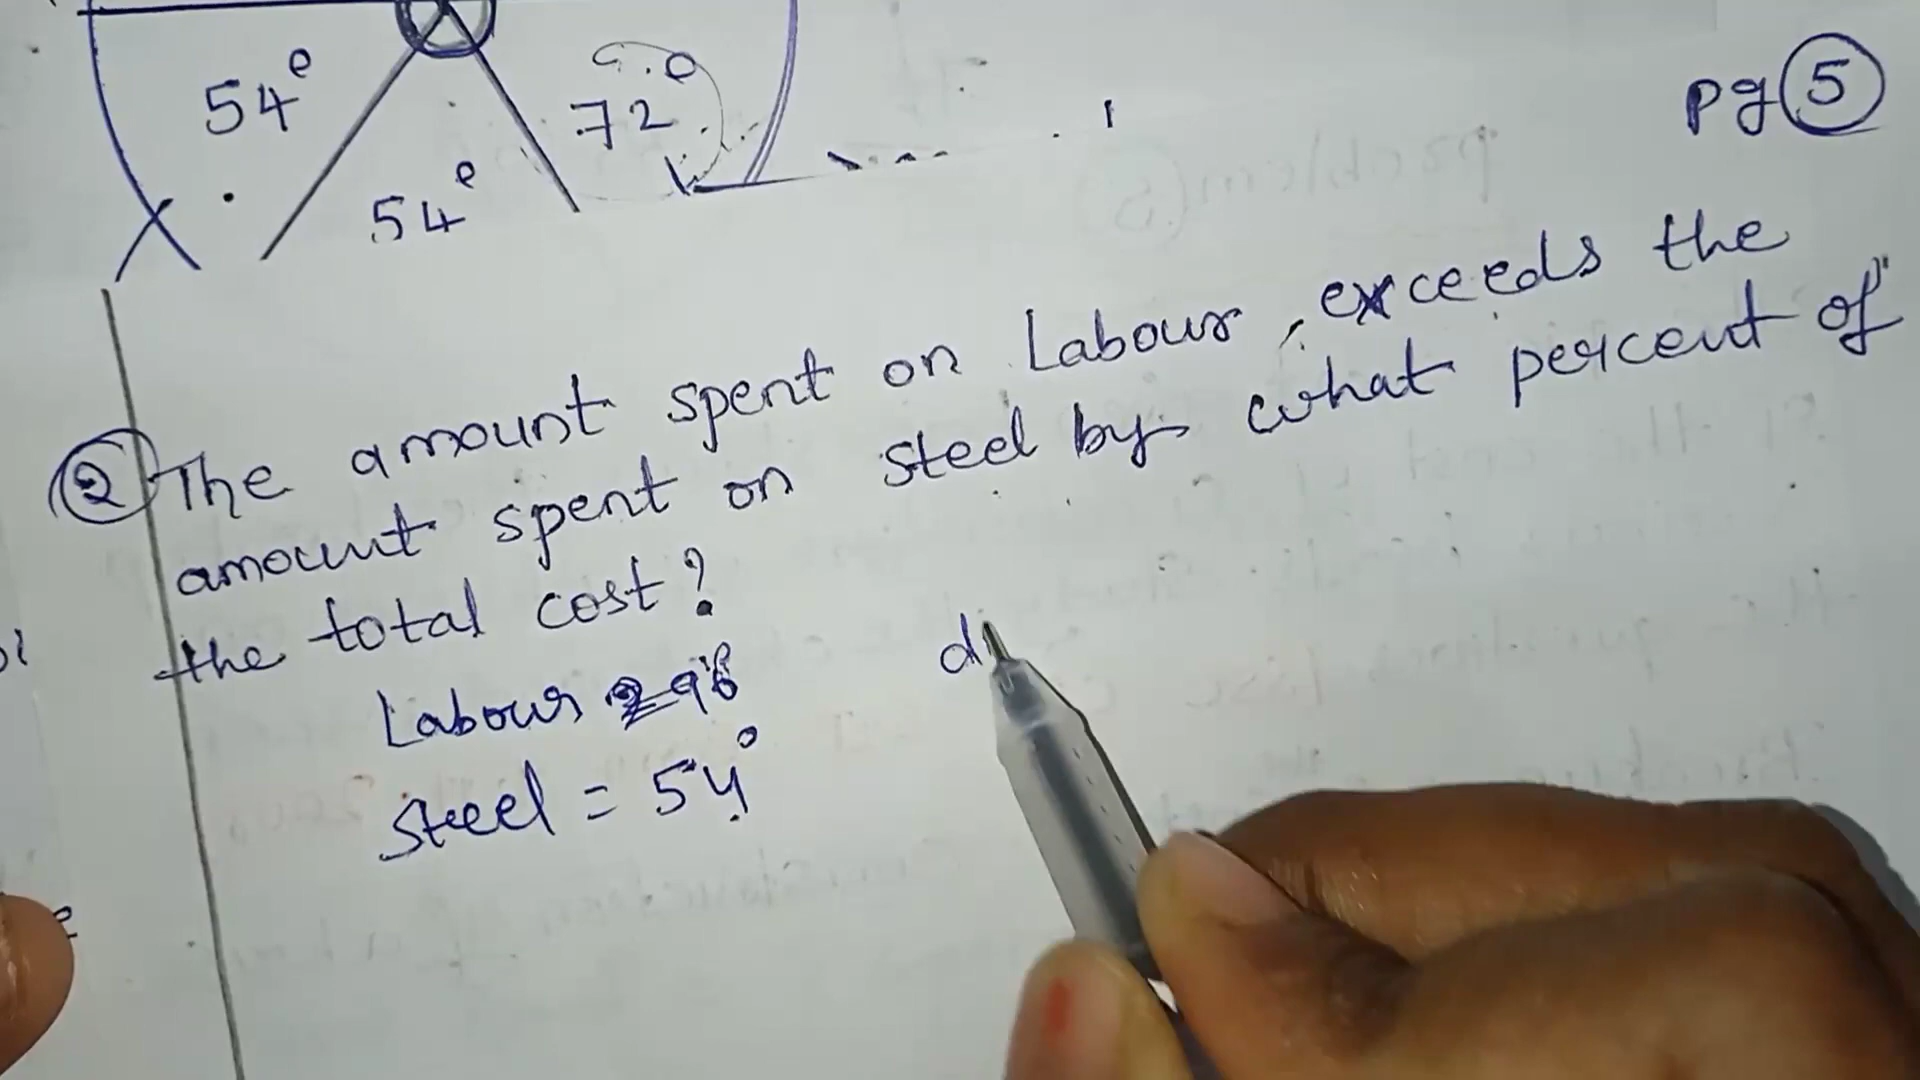 54°
72°
54°
pg 5
② The amount spent on Labour, exceeds the
amount spent on steel by what percent of
the total cost?
Labour
steel = 54°